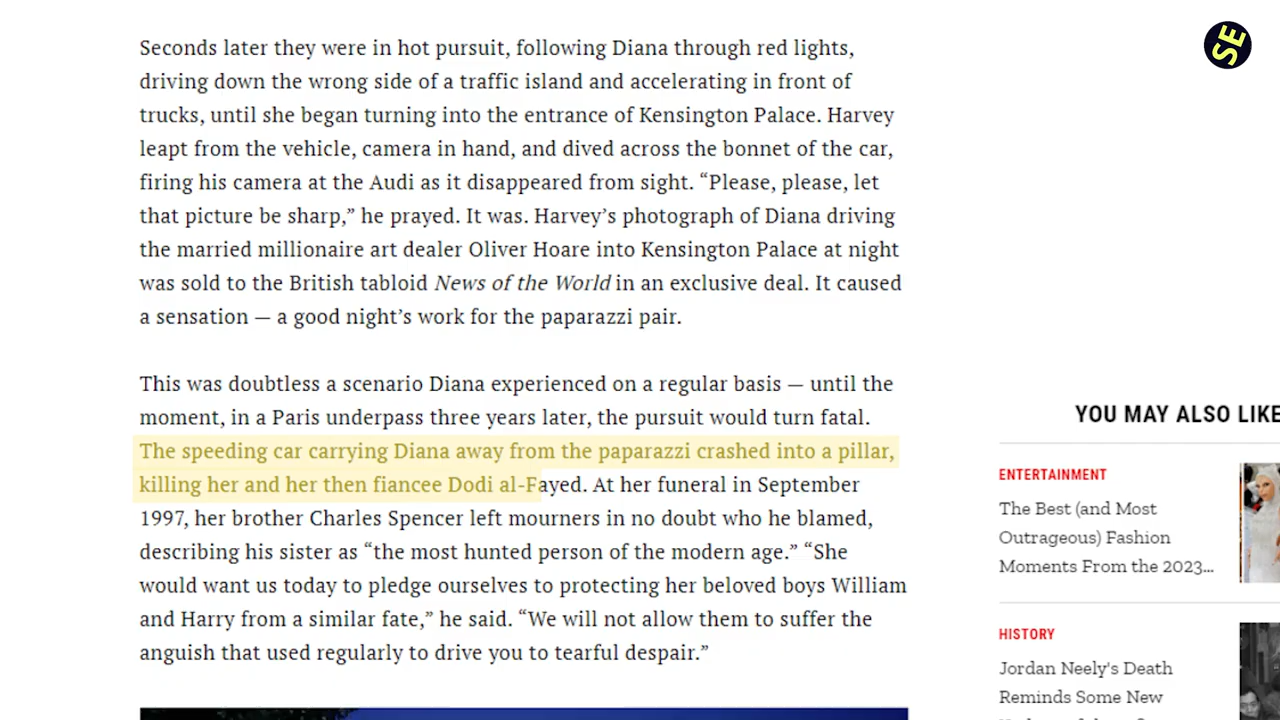 SE
Seconds later they were in hot pursuit, following Diana through red lights,
driving down the wrong side of a traffic island and accelerating in front of
trucks, until she began turning into the entrance of Kensington Palace. Harvey
leapt from the vehicle, camera in hand, and dived across the bonnet of the car,
firing his camera at the Audi as it disappeared from sight. “Please, please, let
that picture be sharp,” he prayed. It was. Harvey’s photograph of Diana driving
the married millionaire art dealer Oliver Hoare into Kensington Palace at night
was sold to the British tabloid News of the World in an exclusive deal. It caused
a sensation — a good night’s work for the paparazzi pair.
This was doubtless a scenario Diana experienced on a regular basis — until the
moment, in a Paris underpass three years later, the pursuit would turn fatal.
The speeding car carrying Diana away from the paparazzi crashed into a pillar,
killing her and her then fiancee Dodi al-Fayed. At her funeral in September
1997, her brother Charles Spencer left mourners in no doubt who he blamed,
describing his sister as “the most hunted person of the modern age.” “She
would want us today to pledge ourselves to protecting her beloved boys William
and Harry from a similar fate,” he said. “We will not allow them to suffer the
anguish that used regularly to drive you to tearful despair.”
YOU MAY ALSO LIKE
ENTERTAINMENT
The Best (and Most
Outrageous) Fashion
Moments From the 2023...
HISTORY
Jordan Neely's Death
Reminds Some New